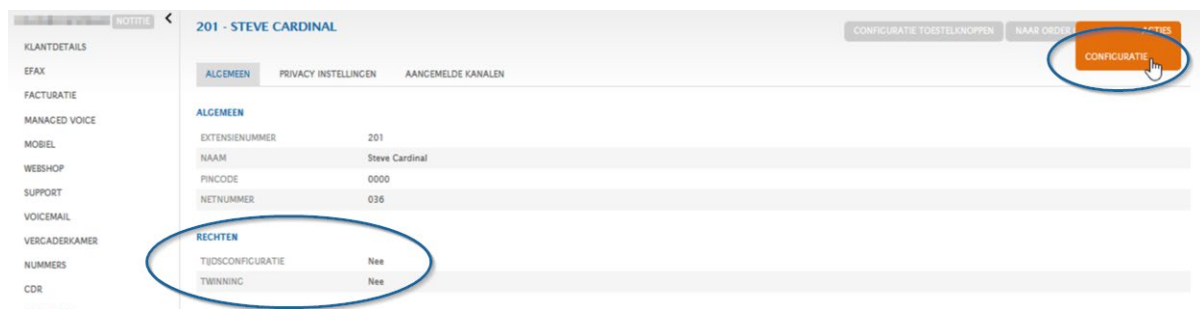 NOTITIE
KLANTDETAILS
EFAX
FACTURATIE
MANAGED VOICE
MOBIEL
WEBSHOP
SUPPORT
VOICEMAIL
VERGADERKAMER
NUMMERS
CDR
201 - STEVE CARDINAL
CONFIGURATIE TOESTELKNOPPEN NAAR ORDER ACTIES
CONFIGURATIE
ALGEMEEN PRIVACY INSTELLINGEN AANGEMELDE KANALEN
ALGEMEEN
EXTENSIENUMMER 201
NAAM Steve Cardinal
PINCODE 0000
NETNUMMER 036
RECHTEN
TIJDSCONFIGURATIE Nee
TWINNING Nee